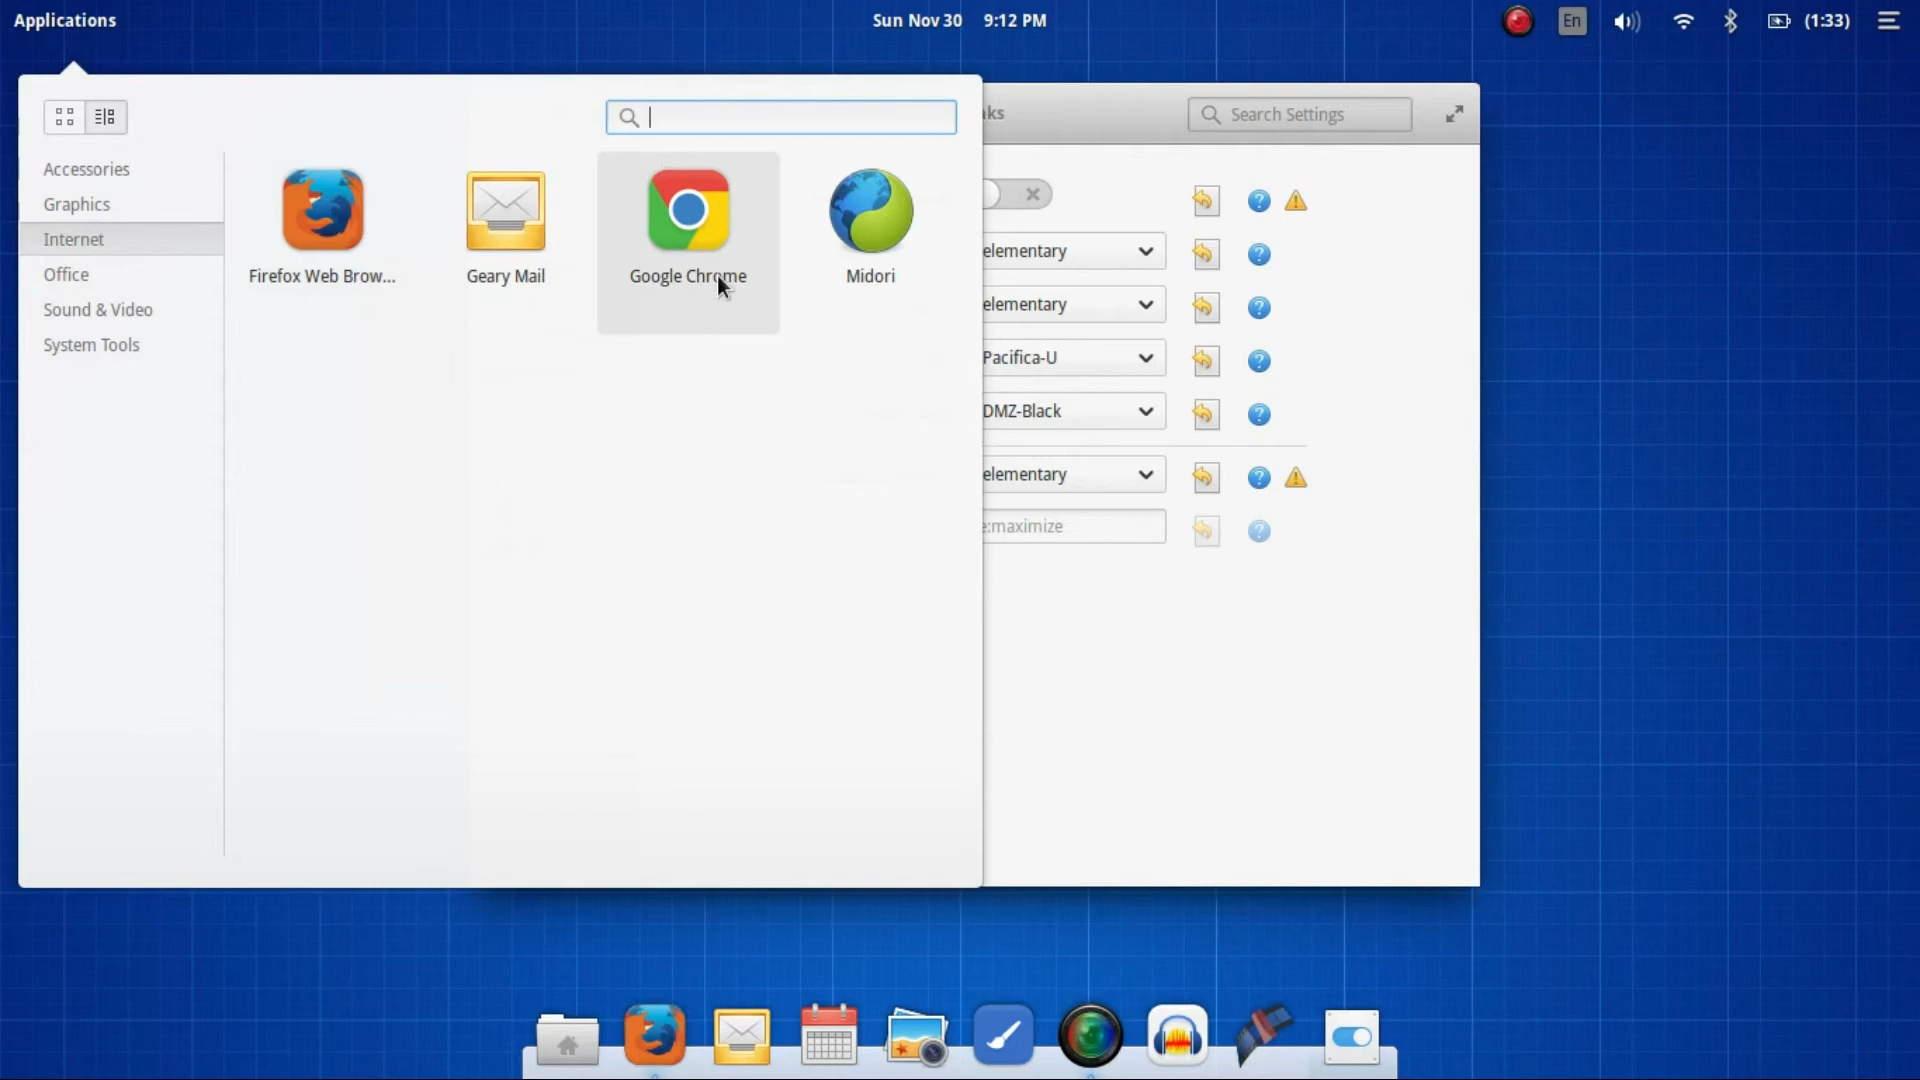 Applications
Sun Nov 30 9:12 PM
En
(1:33)
Accessories
Graphics
Internet
Office
Sound & Video
System Tools
Firefox Web Brow...
Geary Mail
Google Chrome
Midori
aks
Search Settings
elementary
elementary
Pacifica-U
DMZ-Black
elementary
e:maximize